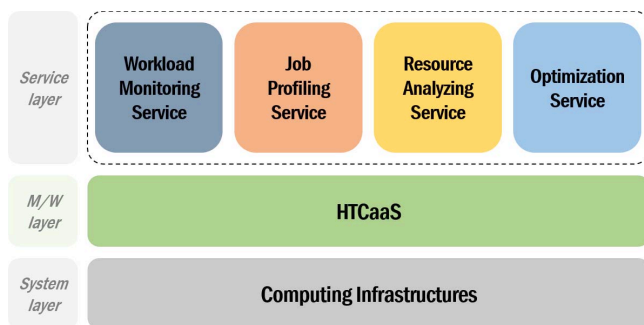 Service
layer
Workload
Monitoring
Service
Job
Profiling
Service
Resource
Analyzing
Service
Optimization
Service
M/W
layer
HTCaaS
System
layer
Computing Infrastructures